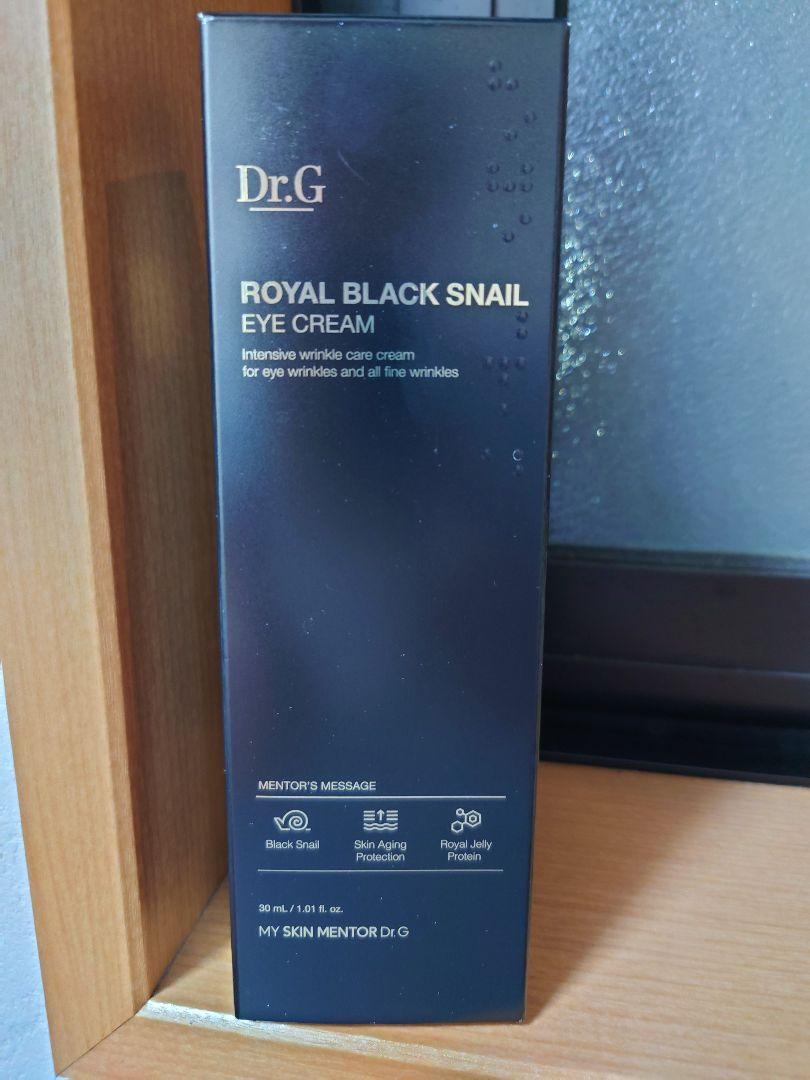 Dr.G
ROYAL BLACK SNAIL
EYE CREAM
Intensive wrinkle care cream
for eye wrinkles and all fine wrinkles
MENTOR'S MESSAGE
Black Snail
Skin Aging
Protection
Royal Jelly
Protein
30 mL / 1.01 fl. oz.
MY SKIN MENTOR Dr.G